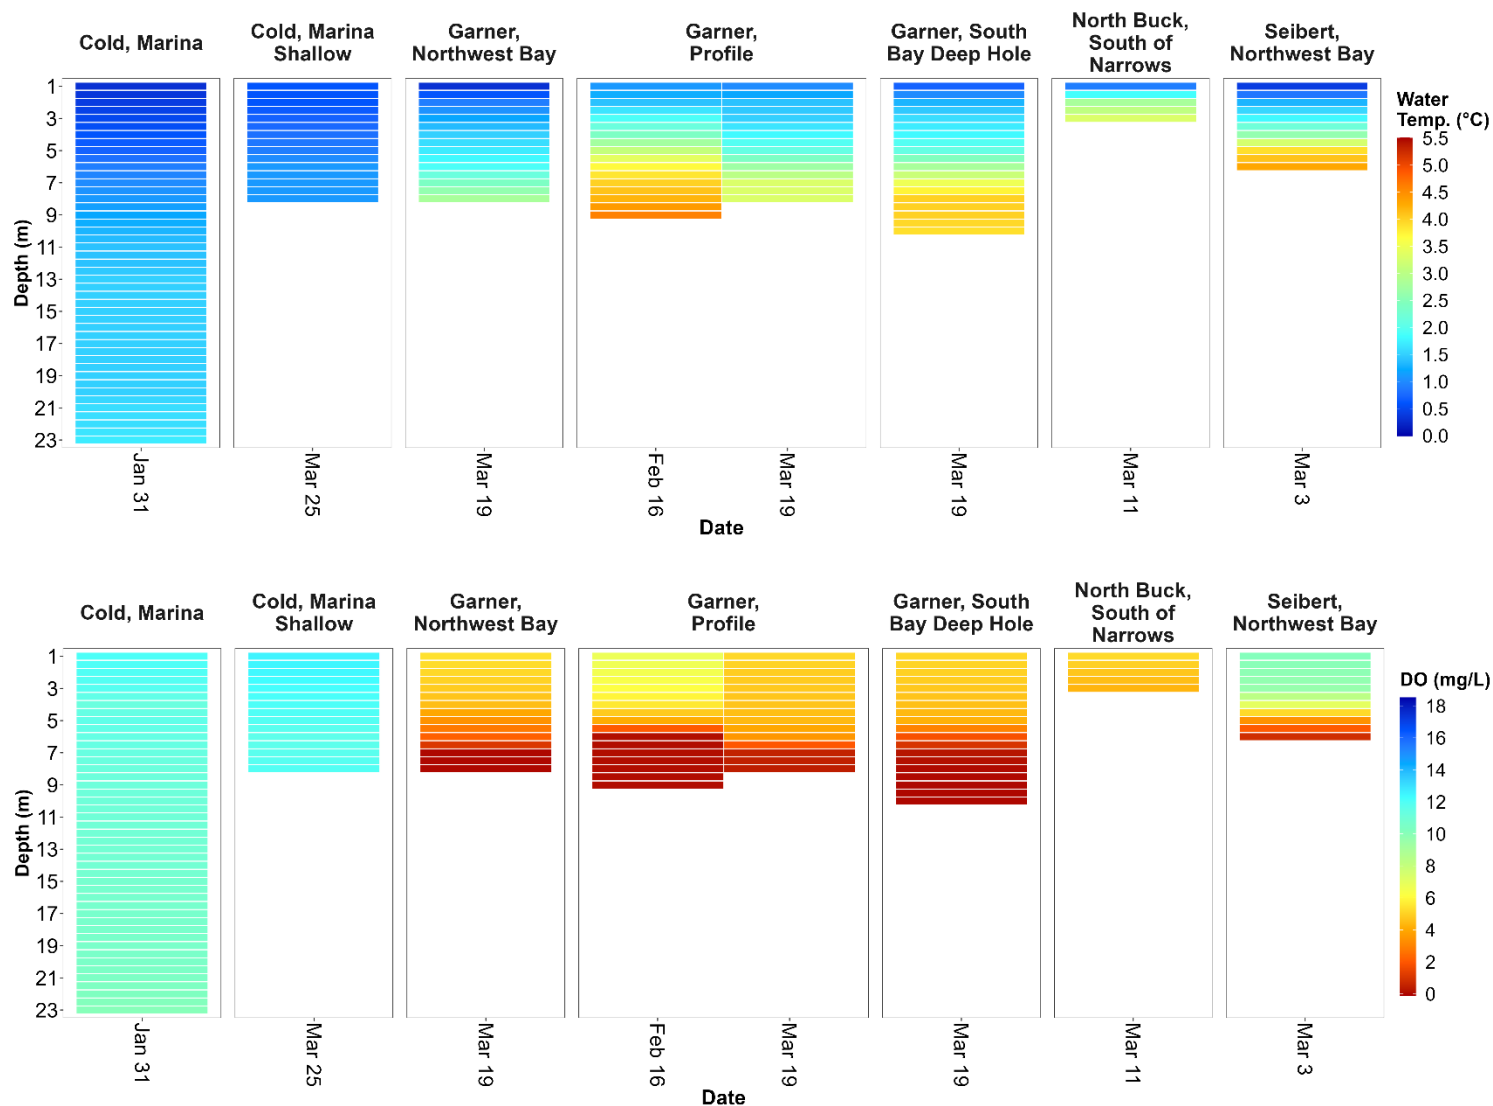 Cold, Marina
Cold, Marina
Shallow
Garner,
Northwest Bay
Garner,
Profile
Garner, South
Bay Deep Hole
North Buck,
South of
Narrows
Seibert,
Northwest Bay
Depth (m)
1
3
5
7
9
11
13
15
17
19
21
23
Jan 31
Mar 25
Mar 19
Feb 16
Mar 19
Mar 19
Mar 11
Mar 3
Date
Water
Temp. (°C)
5.5
5.0
4.5
4.0
3.5
3.0
2.5
2.0
1.5
1.0
0.5
0.0
Cold, Marina
Cold, Marina
Shallow
Garner,
Northwest Bay
Garner,
Profile
Garner, South
Bay Deep Hole
North Buck,
South of
Narrows
Seibert,
Northwest Bay
Depth (m)
1
3
5
7
9
11
13
15
17
19
21
23
Jan 31
Mar 25
Mar 19
Feb 16
Mar 19
Mar 19
Mar 11
Mar 3
Date
DO (mg/L)
18
16
14
12
10
8
6
4
2
0